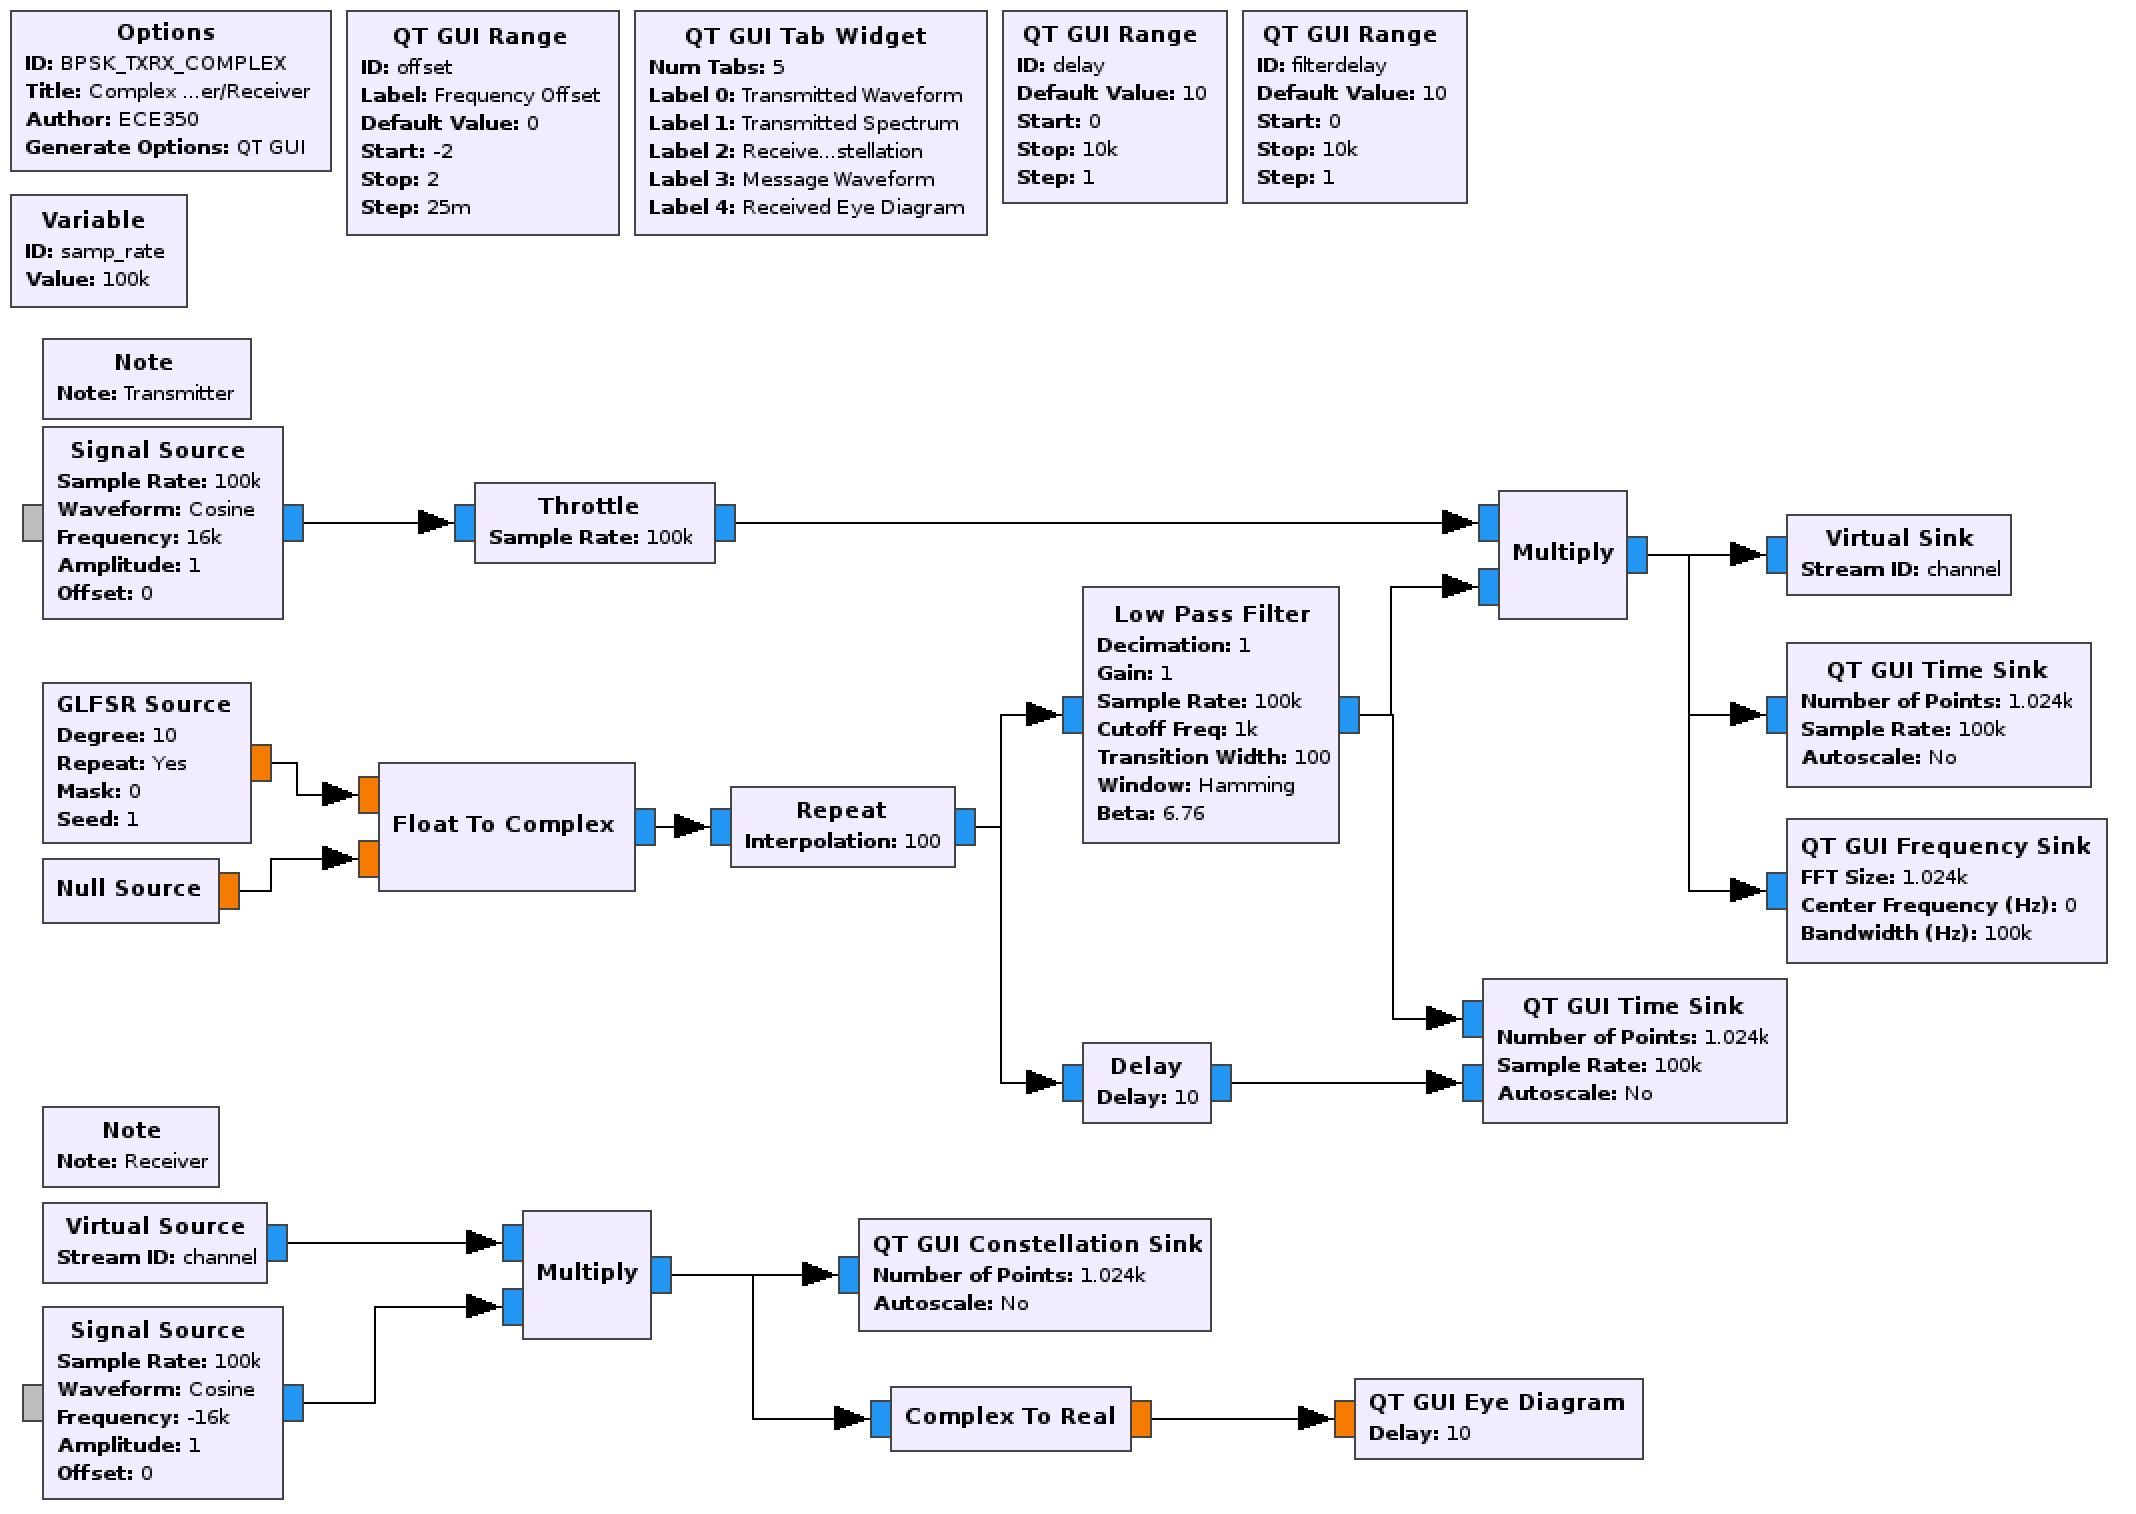 Options
ID: BPSK_TXRX_COMPLEX
Title: Complex ...er/Receiver
Author: ECE350
Generate Options: QT GUI
QT GUI Range
ID: offset
Label: Frequency Offset
Default Value: 0
Start: -2
Stop: 2
Step: 25m
QT GUI Tab Widget
Num Tabs: 5
Label 0: Transmitted Waveform
Label 1: Transmitted Spectrum
Label 2: Receive...stellation
Label 3: Message Waveform
Label 4: Received Eye Diagram
QT GUI Range
ID: delay
Default Value: 10
Start: 0
Stop: 10k
Step: 1
QT GUI Range
ID: filterdelay
Default Value: 10
Start: 0
Stop: 10k
Step: 1
Variable
ID: samp_rate
Value: 100k
Note
Note: Transmitter
Signal Source
Sample Rate: 100k
Waveform: Cosine
Frequency: 16k
Amplitude: 1
Offset: 0
Throttle
Sample Rate: 100k
Multiply
Virtual Sink
Stream ID: channel
Low Pass Filter
Decimation: 1
Gain: 1
Sample Rate: 100k
Cutoff Freq: 1k
Transition Width: 100
Window: Hamming
Beta: 6.76
QT GUI Time Sink
Number of Points: 1.024k
Sample Rate: 100k
Autoscale: No
GLFSR Source
Degree: 10
Repeat: Yes
Mask: 0
Seed: 1
Null Source
Float To Complex
Repeat
Interpolation: 100
QT GUI Frequency Sink
FFT Size: 1.024k
Center Frequency (Hz): 0
Bandwidth (Hz): 100k
Delay
Delay: 10
QT GUI Time Sink
Number of Points: 1.024k
Sample Rate: 100k
Autoscale: No
Note
Note: Receiver
Virtual Source
Stream ID: channel
Signal Source
Sample Rate: 100k
Waveform: Cosine
Frequency: -16k
Amplitude: 1
Offset: 0
Multiply
QT GUI Constellation Sink
Number of Points: 1.024k
Autoscale: No
Complex To Real
QT GUI Eye Diagram
Delay: 10